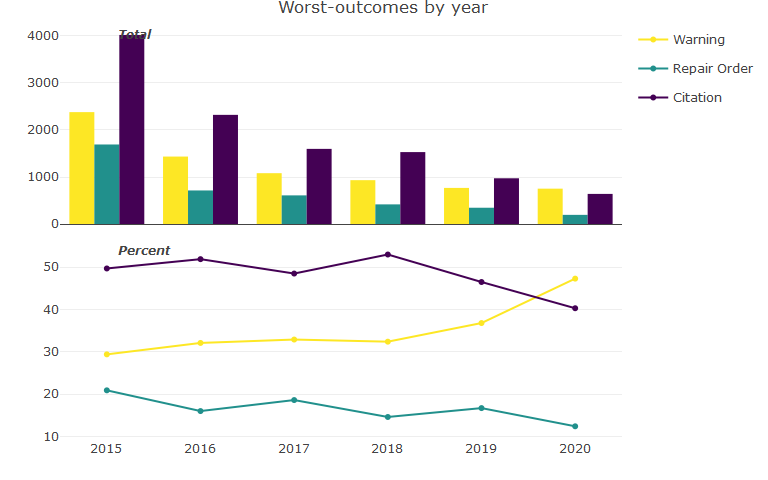 Worst-outcomes by year
Total
4000
3000
2000
1000
0
Warning
Repair Order
Citation
Percent
50
40
30
20
10
2015 2016 2017 2018 2019 2020